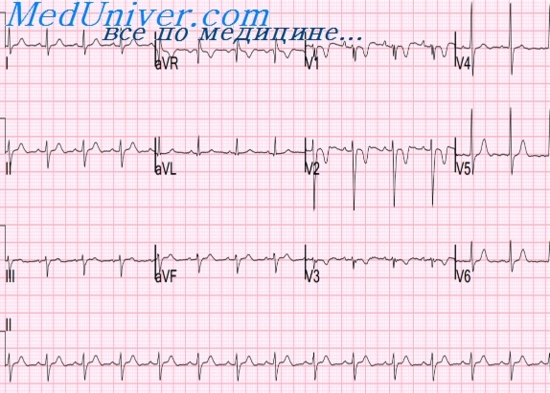 MedUniver.com
все по медицине...
I aVR V1 V4
II aVL V2 V5
III aVF V3 V6
II